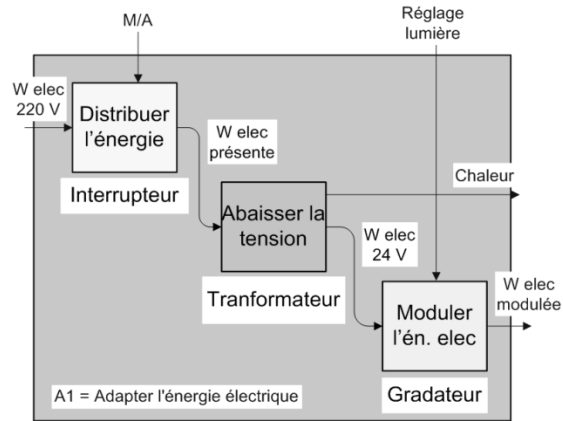 M/A
Réglage
lumière
W elec
220 V
Distribuer
l'énergie
W elec
présente
Interrupteur
Chaleur
Abaisser la
tension
W elec
24 V
Tranformateur
W elec
modulée
Moduler
l'én. elec
Gradateur
A1 = Adapter l'énergie électrique